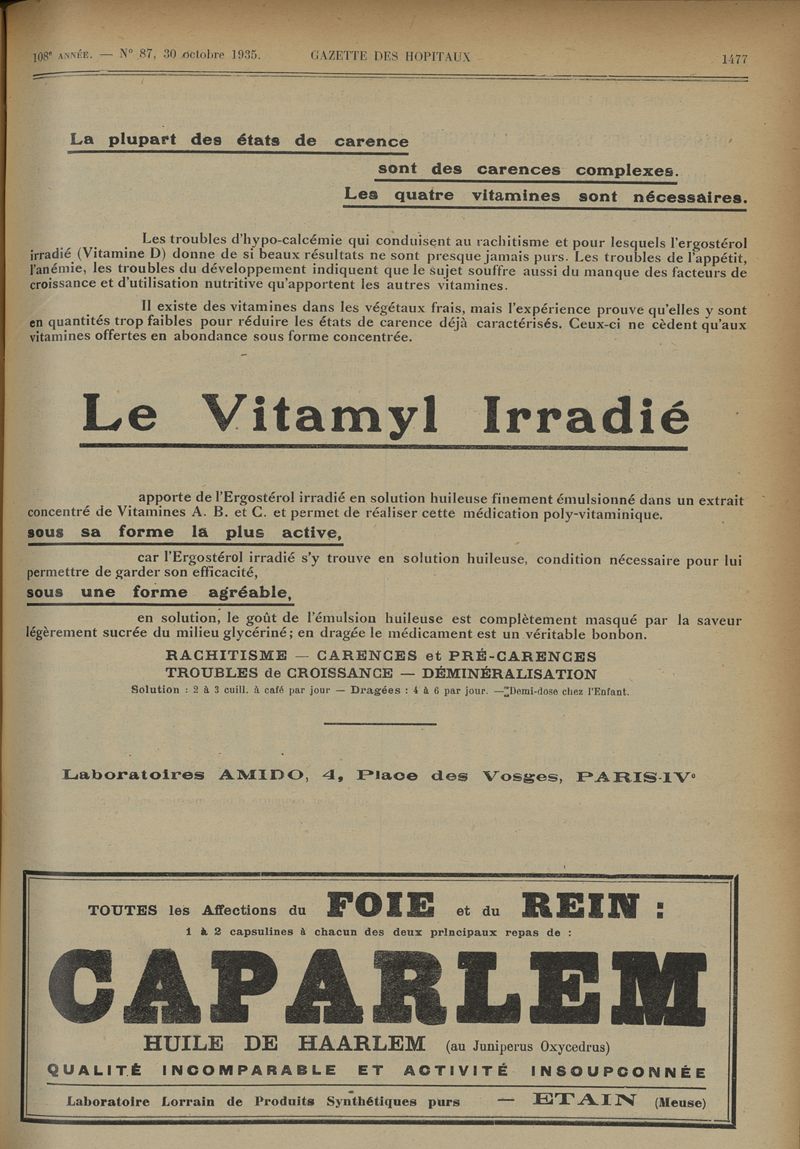 108e ANNÉE. — N° 87, 30 octobre 1935. GAZETTE DES HOPITAUX 1477
La plupart des états de carence
sont des carences complexes.
Les quatre vitamines sont nécessaires.
Les troubles d'hypo-calcémie qui conduisent au rachitisme et pour lesquels l'ergostérol
irradié (Vitamine D) donne de si beaux résultats ne sont presque jamais purs. Les troubles de l'appétit,
l'anémie, les troubles du développement indiquent que le sujet souffre aussi du manque des facteurs de
croissance et d'utilisation nutritive qu'apportent les autres vitamines.
Il existe des vitamines dans les végétaux frais, mais l'expérience prouve qu'elles y sont
en quantités trop faibles pour réduire les états de carence déjà caractérisés. Ceux-ci ne cèdent qu'aux
vitamines offertes en abondance sous forme concentrée.
Le Vitamyl Irradié
apporte de l'Ergostérol irradié en solution huileuse finement émulsionné dans un extrait
concentré de Vitamines A. B. et C. et permet de réaliser cette médication poly-vitaminique.
sous sa forme la plus active,
car l'Ergostérol irradié s'y trouve en solution huileuse, condition nécessaire pour lui
permettre de garder son efficacité,
sous une forme agréable,
en solution, le goût de l'émulsion huileuse est complètement masqué par la saveur
légèrement sucrée du milieu glycériné; en dragée le médicament est un véritable bonbon.
RACHITISME — CARENCES et PRÉ-CARENCES
TROUBLES de CROISSANCE — DÉMINÉRALISATION
Solution : 2 à 3 cuill. à café par jour — Dragées : 4 à 6 par jour. — Demi-dose chez l'Enfant.
Laboratoires AMIDO, 4, Place des Vosges, PARIS-IVe
TOUTES les Affections du FOIE et du REIN :
1 à 2 capsulines à chacun des deux principaux repas de :
CAPARLEM
HUILE DE HAARLEM (au Juniperus Oxycedrus)
QUALITÉ INCOMPARABLE ET ACTIVITÉ INSOUPCONNÉE
Laboratoire Lorrain de Produits Synthétiques purs — ETAIN (Meuse)